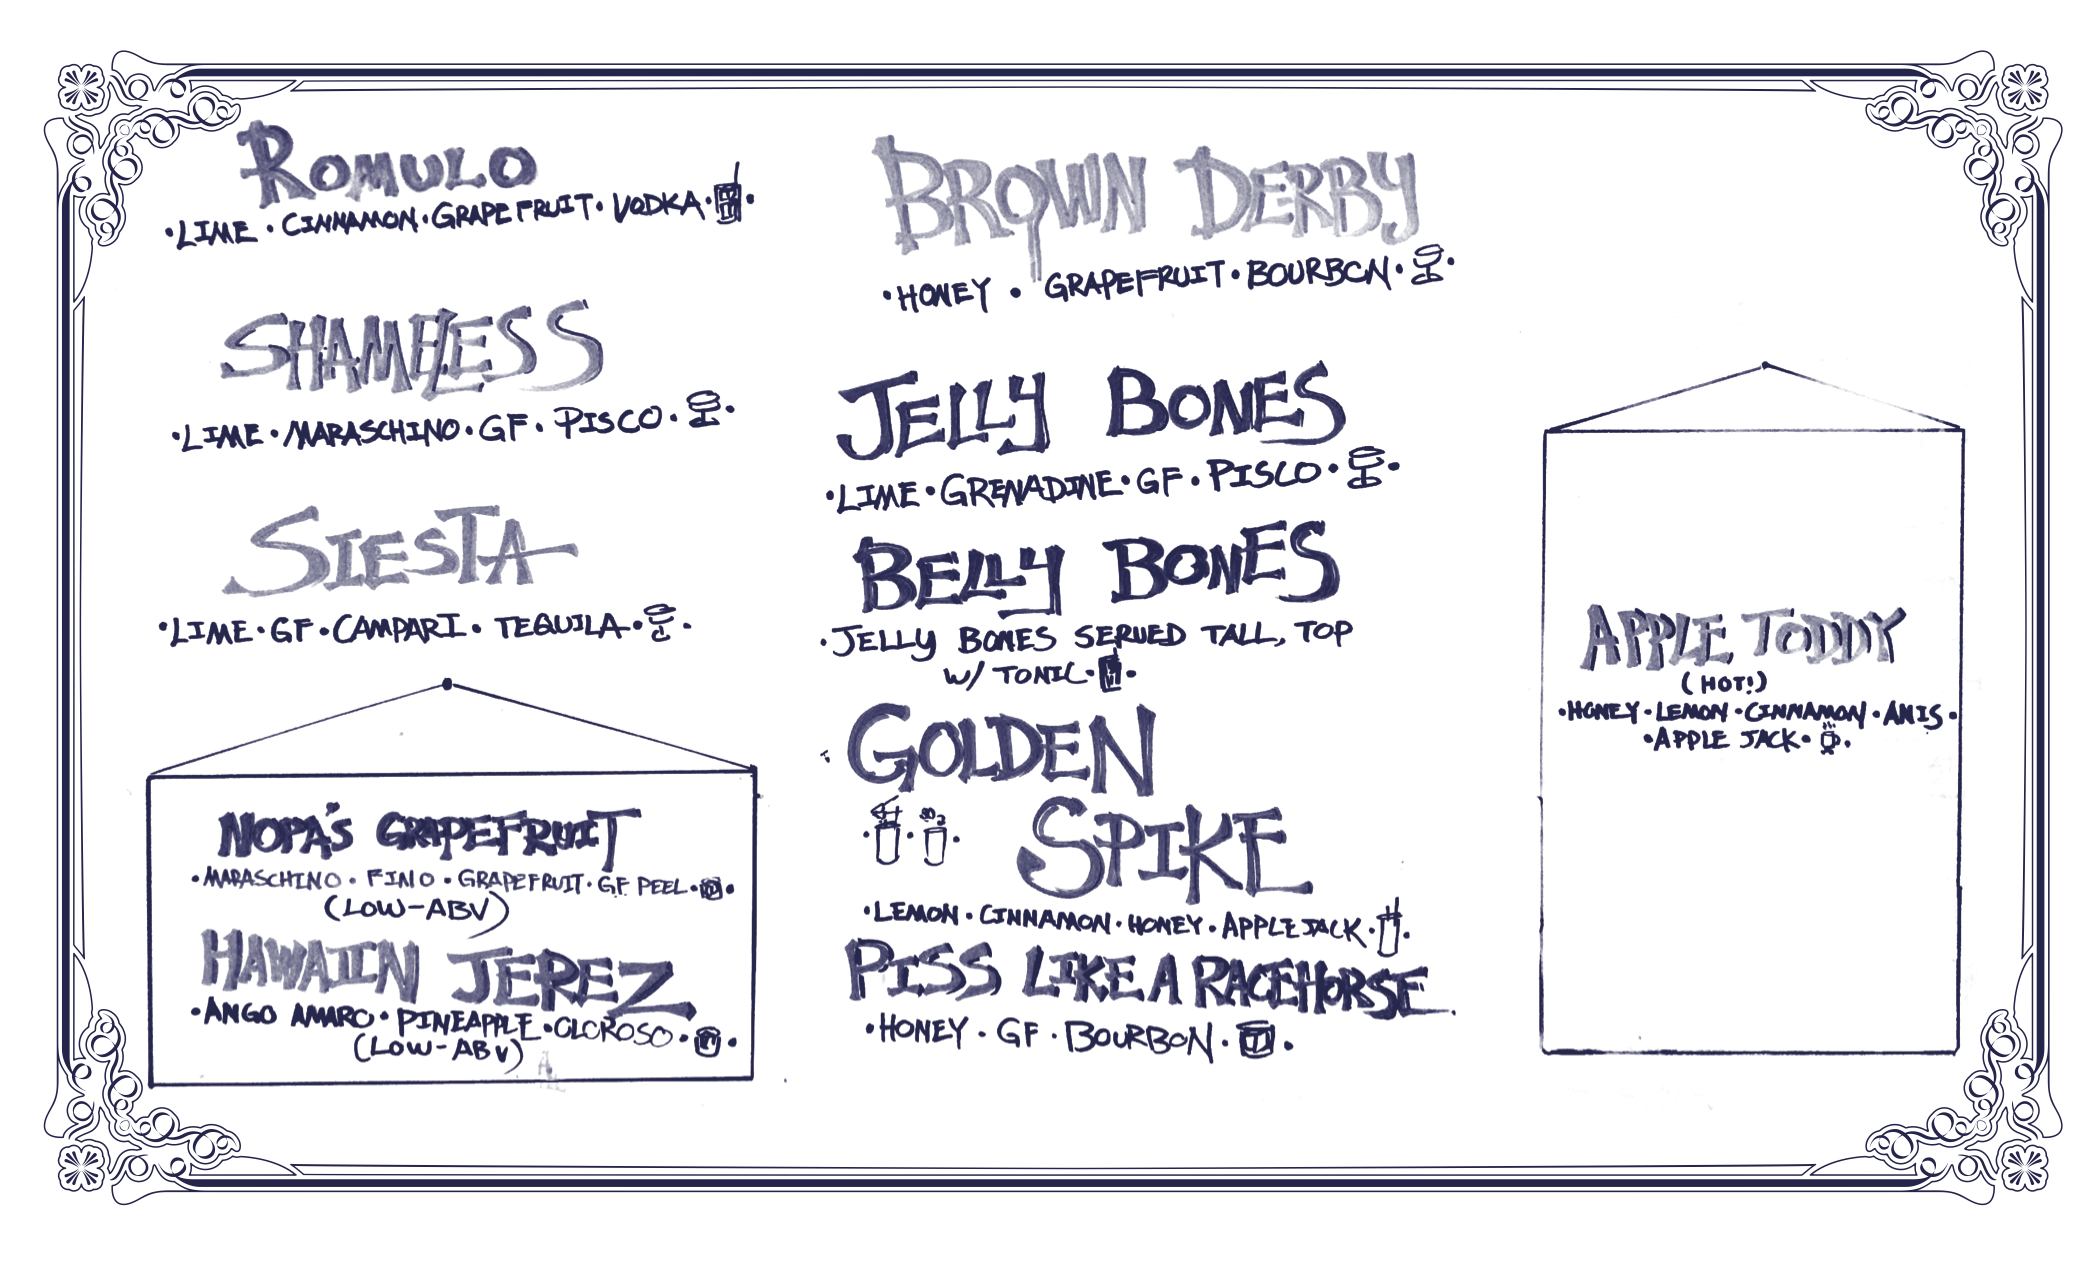 ROMULO
•LIME•CINNAMON•GRAPEFRUIT•VODKA•
SHAMELESS
•LIME•MARASCHINO•GF•PISCO•
SIESTA
•LIME•GF•CAMPARI•TEQUILA•
NOPA'S GRAPEFRUIT
•MARASCHINO•FINO•GRAPEFRUIT•GF PEEL•
(LOW-ABV)
HAWAIIN JEREZ
•ANGO AMARO•PINEAPPLE•OLOROSO•
(LOW-ABV)
BROWN DERBY
•HONEY•GRAPEFRUIT•BOURBON•
JELLY BONES
•LIME•GRENADINE•GF•PISCO•
BELLY BONES
•JELLY BONES SERVED TALL, TOP
W/ TONIC•
GOLDEN
SPIKE
•LEMON•CINNAMON•HONEY•APPLEJACK•
PISS LIKE A RACEHORSE
•HONEY•GF•BOURBON•
APPLE TODDY
(HOT!)
•HONEY•LEMON•CINNAMON•ANIS•
•APPLE JACK•